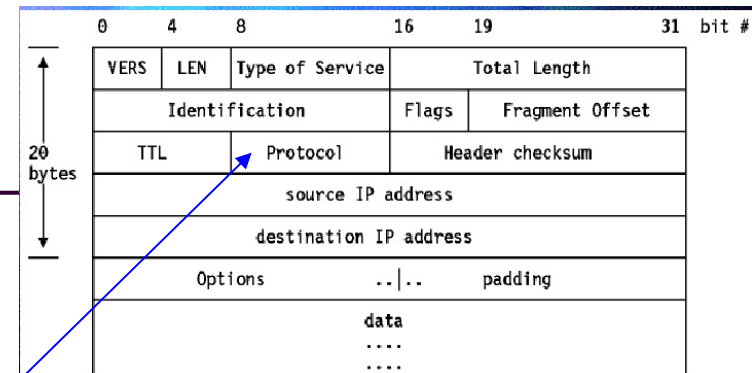 0 4 8 16 19 31 bit #
VERS LEN Type of Service Total Length
Identification Flags Fragment Offset
20 bytes
TTL Protocol Header checksum
source IP address
destination IP address
Options ..|.. padding
data
....
....